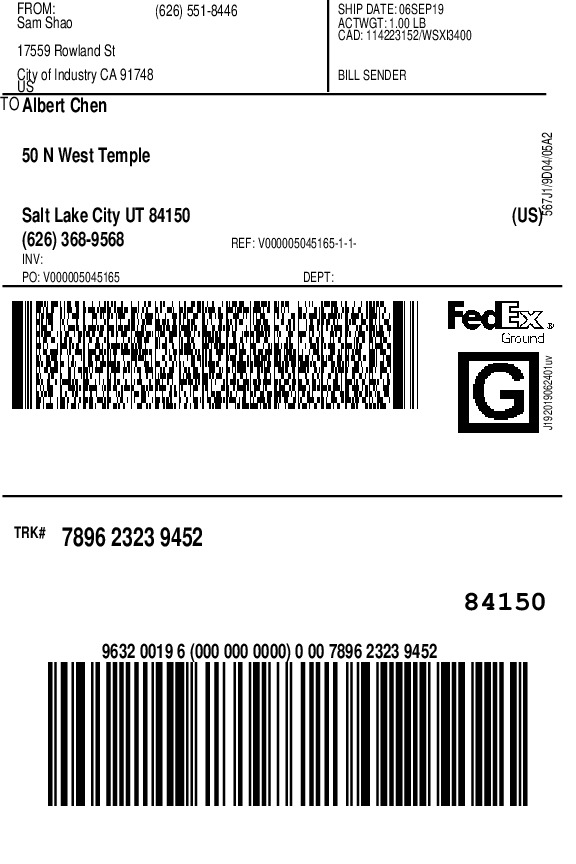 FROM: (626) 551-8446
Sam Shao
17559 Rowland St
City of Industry CA 91748
US
SHIP DATE: 06SEP19
ACTWGT: 1.00 LB
CAD: 114223152/WSXI3400
BILL SENDER
TO Albert Chen
50 N West Temple
Salt Lake City UT 84150 (US)
(626) 368-9568
REF: V000005045165-1-1-
INV:
PO: V000005045165 DEPT:
567J1/9D04/05A2
FedEx®
Ground
G
J192019062401uv
TRK# 7896 2323 9452
84150
9632 0019 6 (000 000 0000) 0 00 7896 2323 9452